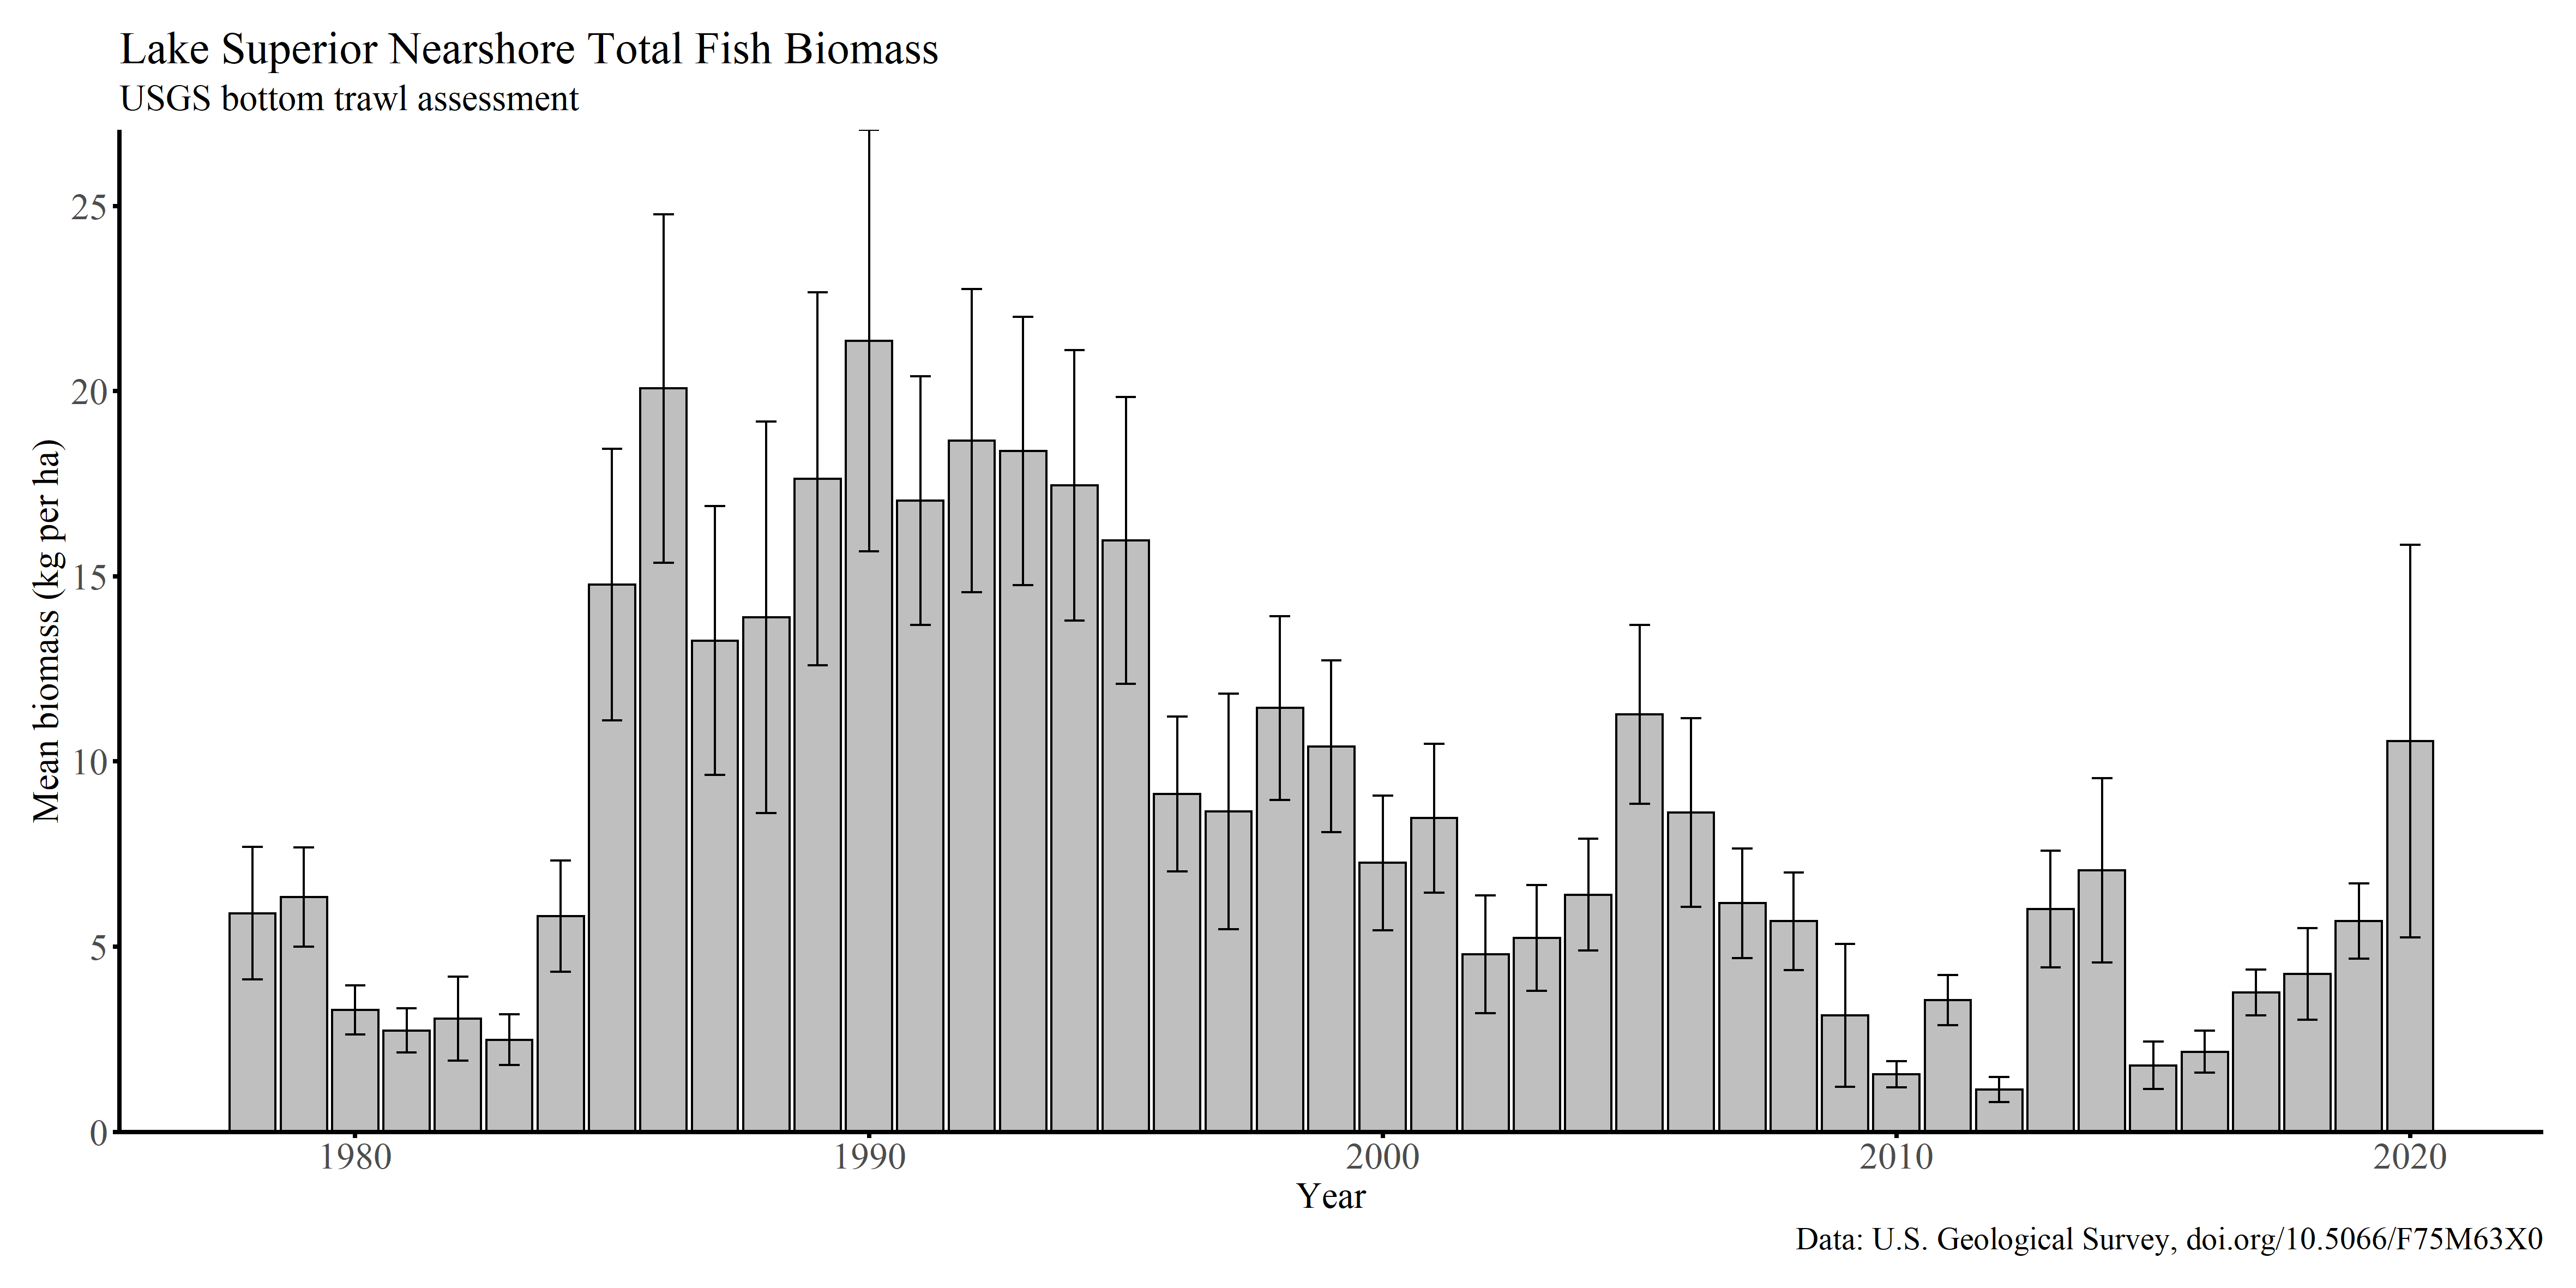 Lake Superior Nearshore Total Fish Biomass
USGS bottom trawl assessment
Mean biomass (kg per ha)
25
20
15
10
5
0
1980 1990 2000 2010 2020
Year
Data: U.S. Geological Survey, doi.org/10.5066/F75M63X0